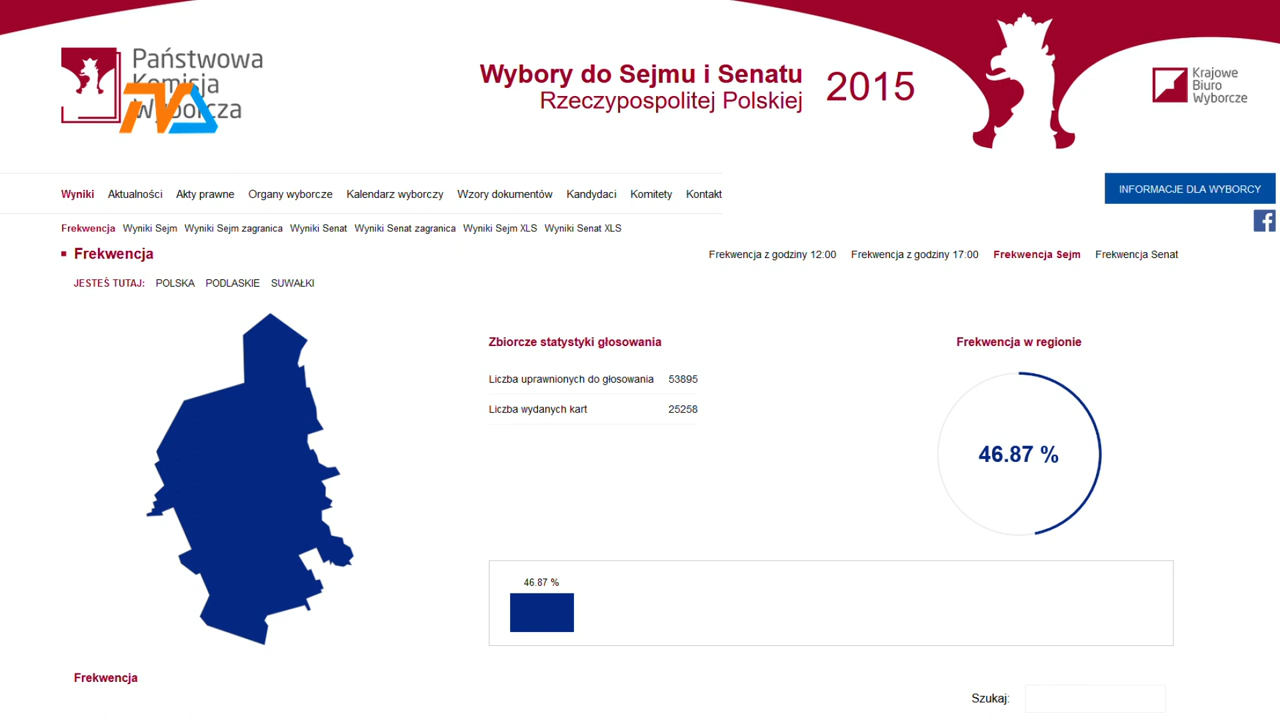 Państwowa
Komisja
Wyborcza
Wybory do Sejmu i Senatu
Rzeczypospolitej Polskiej
2015
Krajowe
Biuro
Wyborcze
Wyniki Aktualności Akty prawne Organy wyborcze Kalendarz wyborczy Wzory dokumentów Kandydaci Komitety Kontakt
INFORMACJE DLA WYBORCY
Frekwencja Wyniki Sejm Wyniki Sejm zagranica Wyniki Senat Wyniki Senat zagranica Wyniki Sejm XLS Wyniki Senat XLS
Frekwencja
Frekwencja z godziny 12:00 Frekwencja z godziny 17:00 Frekwencja Sejm Frekwencja Senat
JESTEŚ TUTAJ: POLSKA PODLASKIE SUWAŁKI
Zbiorcze statystyki głosowania
Liczba uprawnionych do głosowania 53895
Liczba wydanych kart 25258
Frekwencja w regionie
46.87 %
46.87 %
Frekwencja
Szukaj: